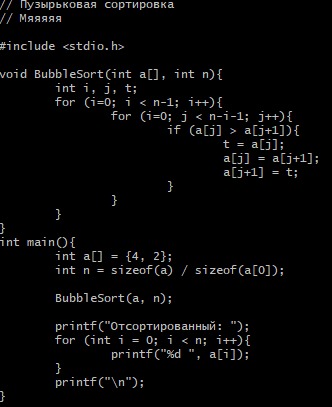 // Пузырьковая сортировка
// Мяяяяя
#include <stdio.h>
void BubbleSort(int a[], int n){
int i, j, t;
for (i=0; i < n-1; i++){
for (i=0; j < n-i-1; j++){
if (a[j] > a[j+1]){
t = a[j];
a[j] = a[j+1];
a[j+1] = t;
}
}
}
}
int main(){
int a[] = {4, 2};
int n = sizeof(a) / sizeof(a[0]);
BubbleSort(a, n);
printf("Отсортированный: ");
for (int i = 0; i < n; i++){
printf("%d ", a[i]);
}
printf("\n");
}